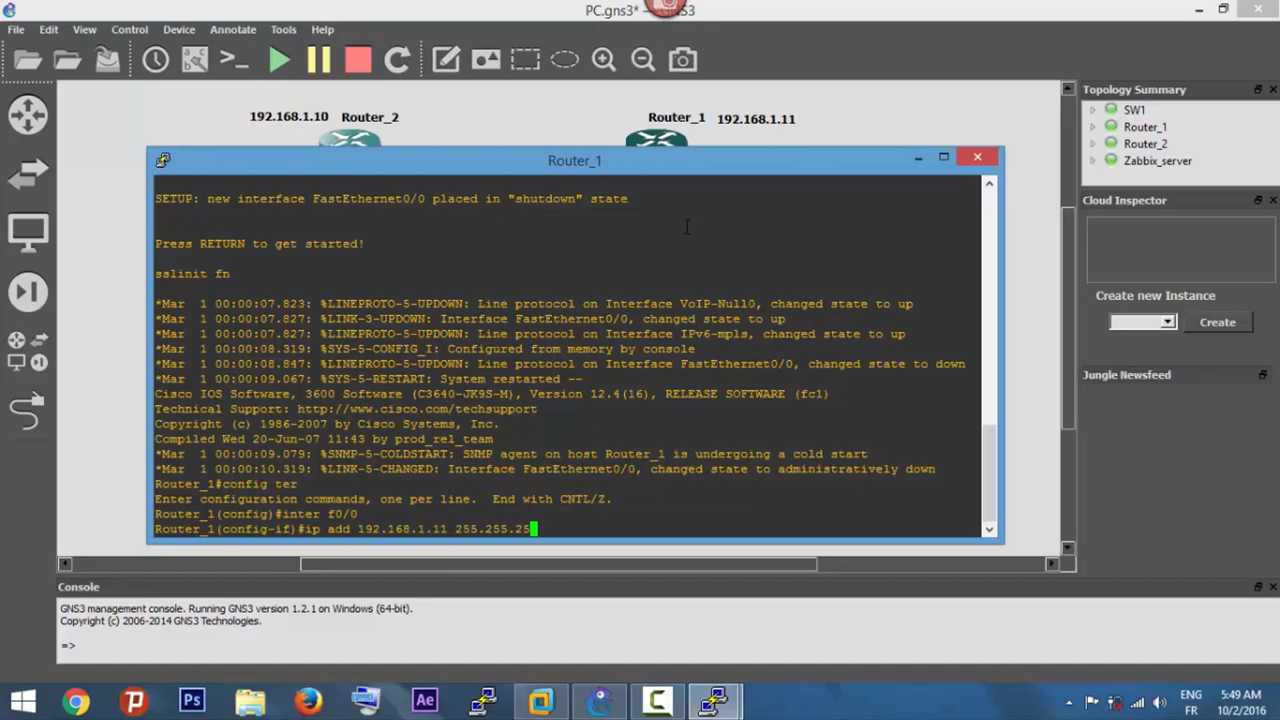 PC.gns3* — GNS3
File Edit View Control Device Annotate Tools Help
192.168.1.10 Router_2
Router_1 192.168.1.11
Topology Summary
SW1
Router_1
Router_2
Zabbix_server
Cloud Inspector
Create new Instance
Create
Jungle Newsfeed
Router_1
SETUP: new interface FastEthernet0/0 placed in "shutdown" state
Press RETURN to get started!
sslinit fn
*Mar  1 00:00:07.823: %LINEPROTO-5-UPDOWN: Line protocol on Interface VoIP-Null0, changed state to up
*Mar  1 00:00:07.827: %LINK-3-UPDOWN: Interface FastEthernet0/0, changed state to up
*Mar  1 00:00:07.827: %LINEPROTO-5-UPDOWN: Line protocol on Interface IPv6-mpls, changed state to up
*Mar  1 00:00:08.319: %SYS-5-CONFIG_I: Configured from memory by console
*Mar  1 00:00:08.847: %LINEPROTO-5-UPDOWN: Line protocol on Interface FastEthernet0/0, changed state to down
*Mar  1 00:00:09.067: %SYS-5-RESTART: System restarted --
Cisco IOS Software, 3600 Software (C3640-JK9S-M), Version 12.4(16), RELEASE SOFTWARE (fc1)
Technical Support: http://www.cisco.com/techsupport
Copyright (c) 1986-2007 by Cisco Systems, Inc.
Compiled Wed 20-Jun-07 11:43 by prod_rel_team
*Mar  1 00:00:09.079: %SNMP-5-COLDSTART: SNMP agent on host Router_1 is undergoing a cold start
*Mar  1 00:00:10.319: %LINK-5-CHANGED: Interface FastEthernet0/0, changed state to administratively down
Router_1#config ter
Enter configuration commands, one per line.  End with CNTL/Z.
Router_1(config)#inter f0/0
Router_1(config-if)#ip add 192.168.1.11 255.255.25
Console
GNS3 management console. Running GNS3 version 1.2.1 on Windows (64-bit).
Copyright (c) 2006-2014 GNS3 Technologies.
=>
Ps
Ae
ENG
FR
5:49 AM
10/2/2016